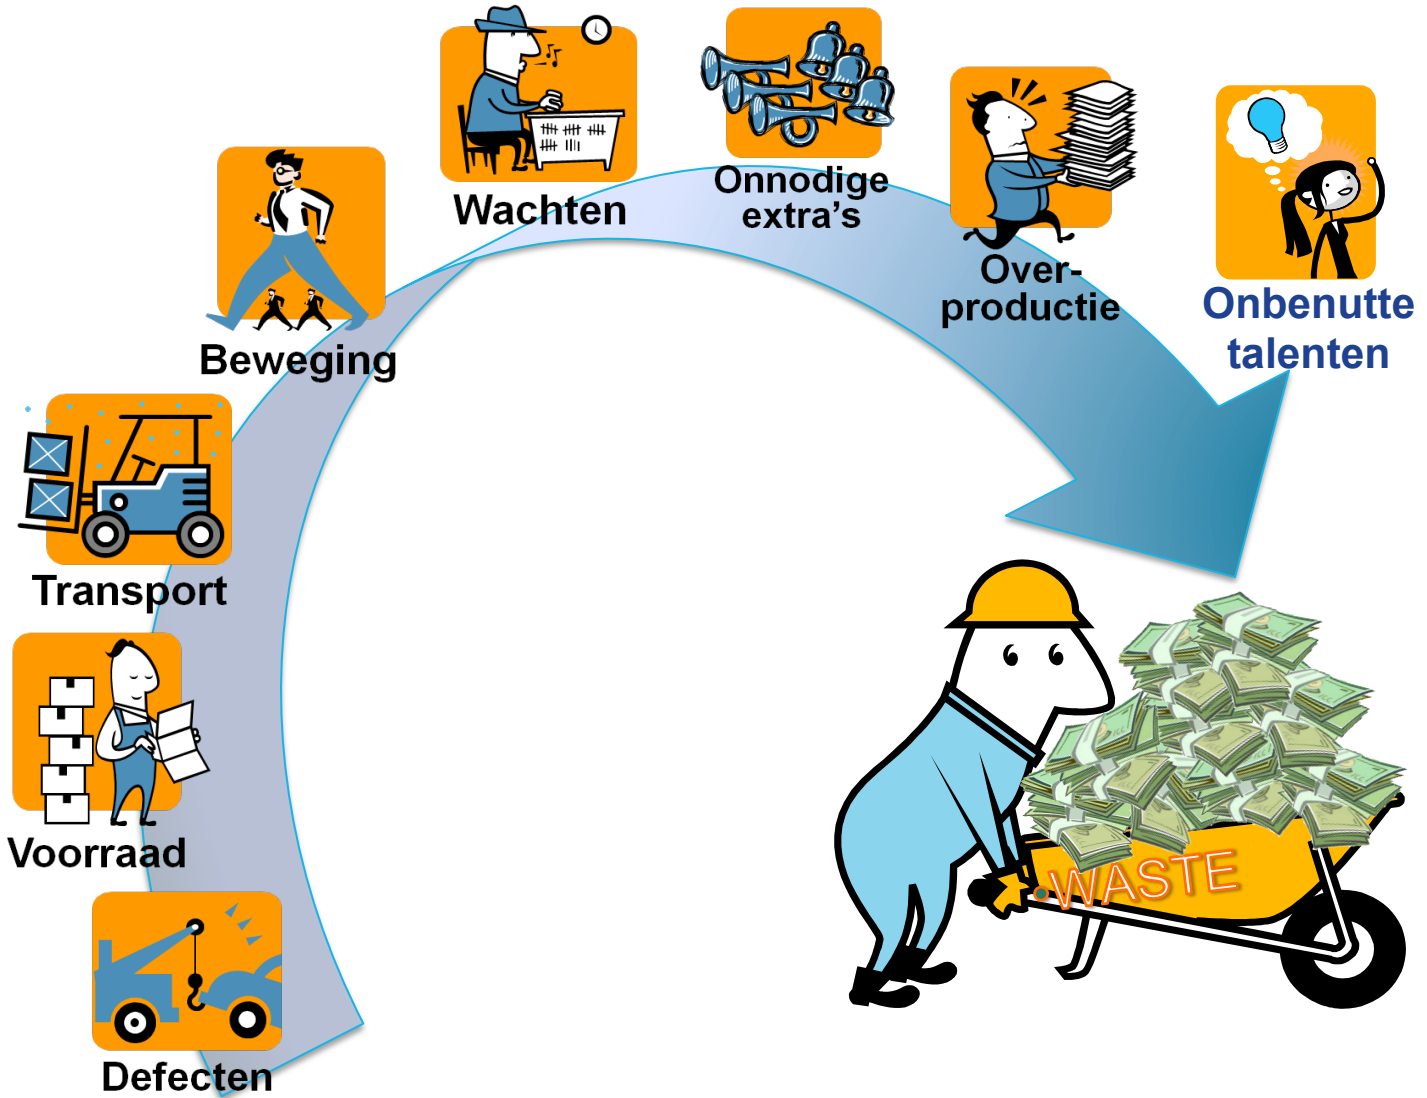 Wachten
Onnodige
extra's
Over-
productie
Onbenutte
talenten
Beweging
Transport
Voorraad
Defecten
WASTE